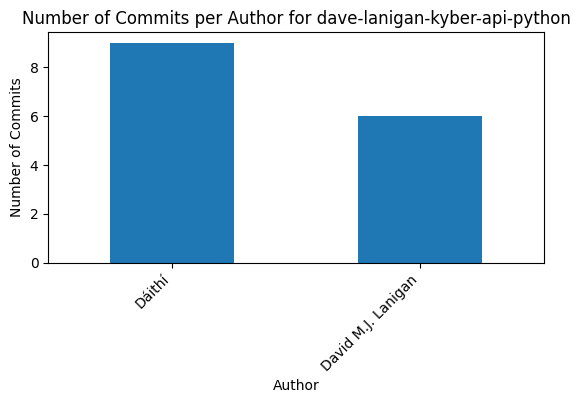 Number of Commits per Author for dave-lanigan-kyber-api-python
Number of Commits
8
6
4
2
0
Dáithí
David M.J. Lanigan
Author